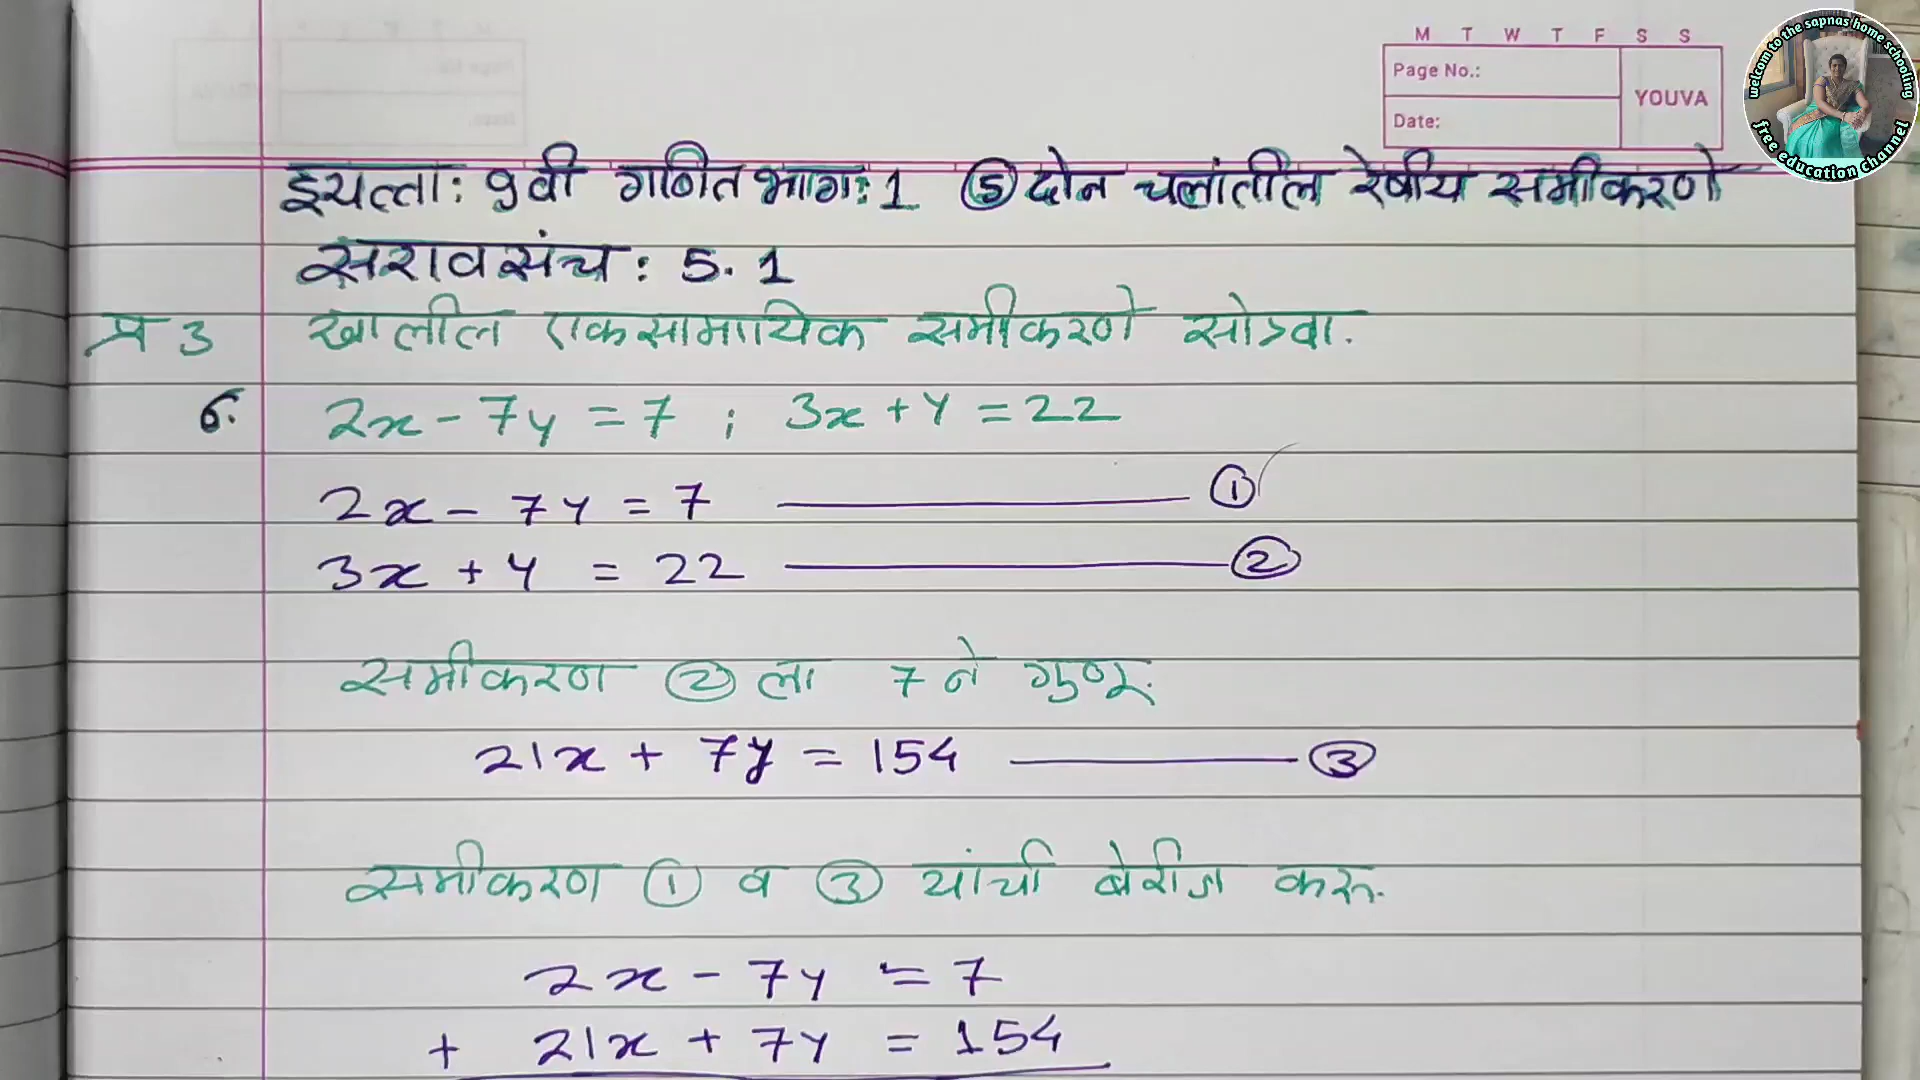 M T W T F S S
Page No.:
Date:
YOUVA
welcom to the sapnas home schooling
free education channel
इयत्ता: 9वी गणित भाग: 1 (5) दोन चलांतील रेषीय समीकरणे
सरावसंच: 5.1
प्र 3 खालील एकसामायिक समीकरणे सोडवा.
6. 2x - 7y = 7 ; 3x + y = 22
2x - 7y = 7 ——— ①
3x + y = 22 ——— ②
समीकरण ② ला 7 ने गुणू.
21x + 7y = 154 ——— ③
समीकरण ① व ③ यांची बेरीज करू.
2x - 7y = 7
+ 21x + 7y = 154